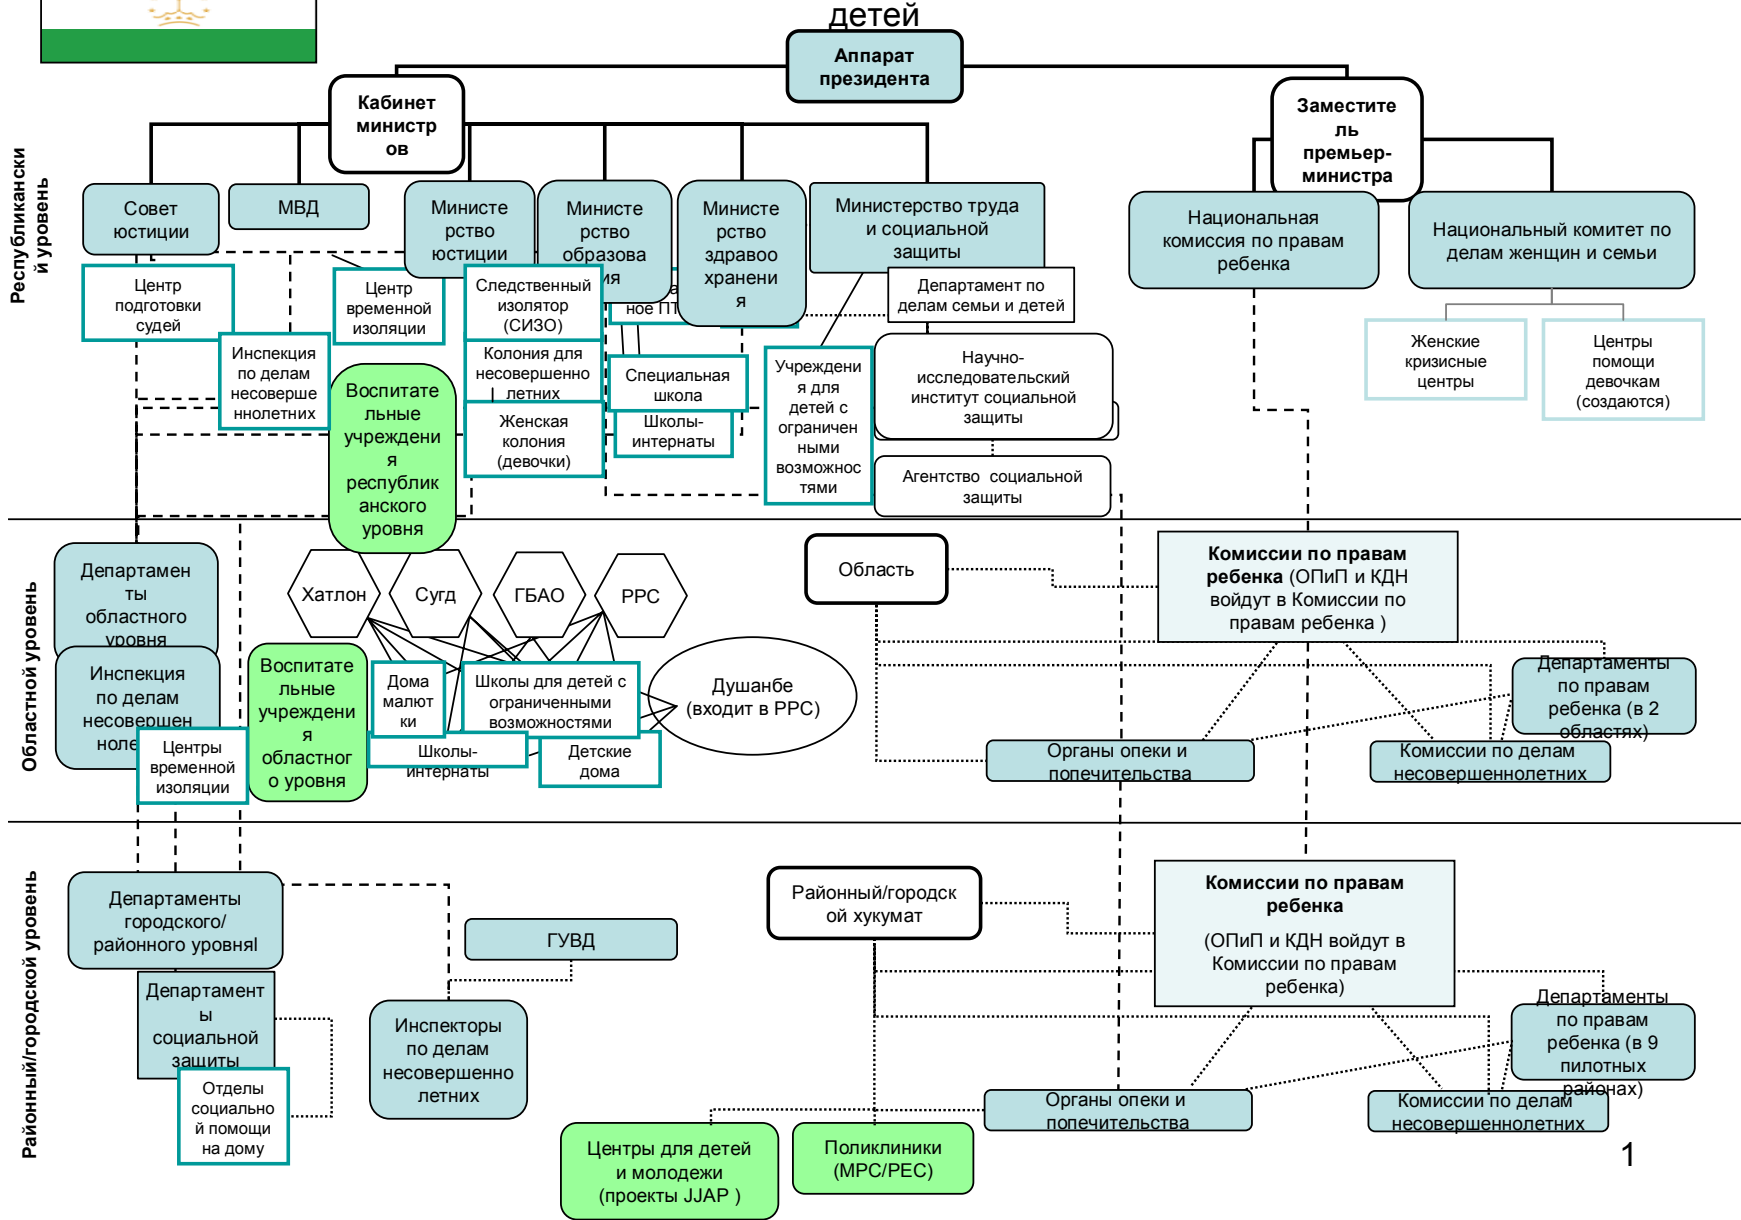 детей
Аппарат
президента
Кабинет
министр
ов
Заместите
ль
премьер-
министра
Республикански
й уровень
Совет
юстиции
МВД
Министе
рство
юстиции
Министе
рство
образова
ия
Министе
рство
здравоо
хранени
я
Министерство труда
и социальной
защиты
Национальная
комиссия по правам
ребенка
Национальный комитет по
делам женщин и семьи
Центр
подготовки
судей
Инспекция
по делам
несоверше
ннолетних
Центр
временной
изоляции
Следственный
изолятор
(СИЗО)
Колония для
несовершенно
летних
Женская
колония
(девочки)
ное ПТ
Специальная
школа
Школы-
интернаты
Учреждени
я для
детей с
ограничен
ными
возможнос
тями
Департамент по
делам семьи и детей
Научно-
исследовательский
институт социальной
защиты
Агентство социальной
защиты
Женские
кризисные
центры
Центры
помощи
девочкам
(создаются)
Воспитате
льные
учреждени
я
республик
анского
уровня
Областной уровень
Департамен
ты
областного
уровня
Инспекция
по делам
несовершен
ноле
Центры
временной
изоляции
Воспитате
льные
учреждени
я
областног
о уровня
Хатлон
Сугд
ГБАО
РРС
Дома
малют
ки
Школы для детей с
ограниченными
возможностями
Школы-
интернаты
Детские
дома
Душанбе
(входит в РРС)
Область
Комиссии по правам
ребенка (ОПиП и КДН
войдут в Комиссии по
правам ребенка )
Департаменты
по правам
ребенка (в 2
областях)
Органы опеки и
попечительства
Комиссии по делам
несовершеннолетних
Районный/городской уровень
Департаменты
городского/
районного уровняl
Департамент
ы
социальной
защиты
Отделы
социально
й помощи
на дому
ГУВД
Инспекторы
по делам
несовершенно
летних
Районный/городск
ой хукумат
Комиссии по правам
ребенка
(ОПиП и КДН войдут в
Комиссии по правам
ребенка)
Департаменты
по правам
ребенка (в 9
пилотных
районах)
Органы опеки и
попечительства
Комиссии по делам
несовершеннолетних
Центры для детей
и молодежи
(проекты JJAP )
Поликлиники
(МРС/РЕС)
1